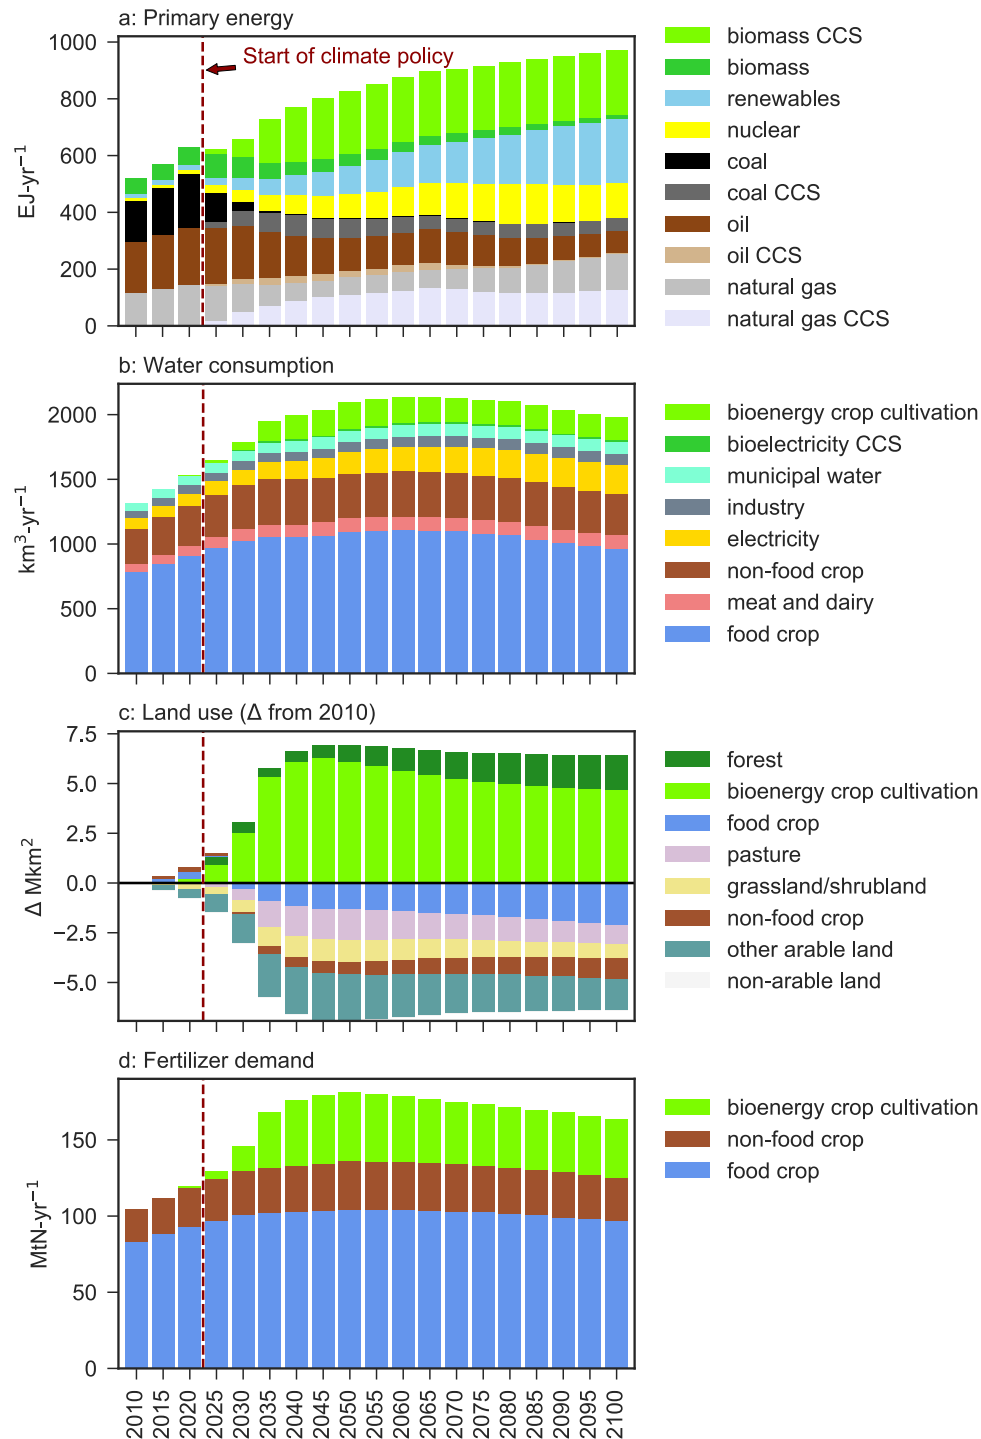 a: Primary energy
1000
800
600
400
200
0
EJ-yr⁻¹
Start of climate policy
biomass CCS
biomass
renewables
nuclear
coal
coal CCS
oil
oil CCS
natural gas
natural gas CCS
b: Water consumption
2000
1500
1000
500
0
km³-yr⁻¹
bioenergy crop cultivation
bioelectricity CCS
municipal water
industry
electricity
non-food crop
meat and dairy
food crop
c: Land use (Δ from 2010)
7.5
5.0
2.5
0.0
−2.5
−5.0
Δ Mkm²
forest
bioenergy crop cultivation
food crop
pasture
grassland/shrubland
non-food crop
other arable land
non-arable land
d: Fertilizer demand
150
100
50
0
MtN-yr⁻¹
bioenergy crop cultivation
non-food crop
food crop
2010
2015
2020
2025
2030
2035
2040
2045
2050
2055
2060
2065
2070
2075
2080
2085
2090
2095
2100